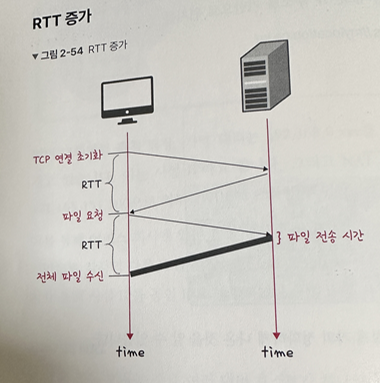 RTT 증가
▼ 그림 2-54 RTT 증가
TCP 연결 초기화
RTT
파일 요청
RTT
} 파일 전송 시간
전체 파일 수신
time
time